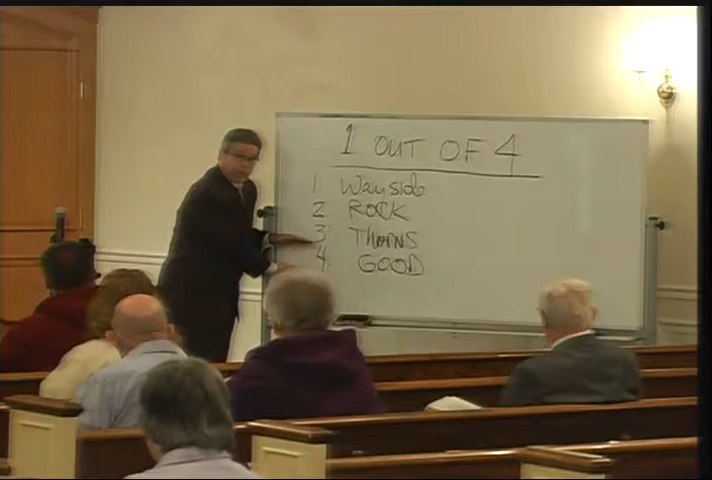 1 OUT OF 4
1 Wayside
2 ROCK
3 THORNS
4 GOOD